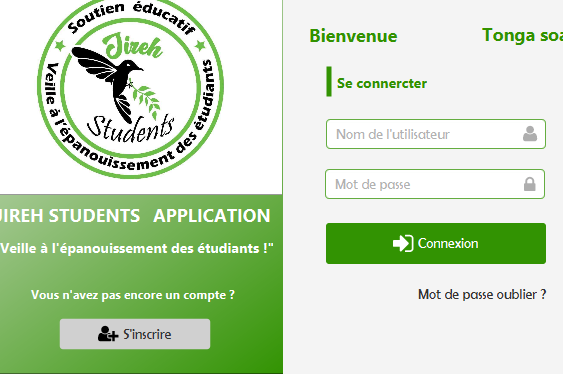 Soutien éducatif
Jireh
Students
Veille à l'épanouissement des étudiants
JIREH STUDENTS APPLICATION
Veille à l'épanouissement des étudiants !"
Vous n'avez pas encore un compte ?
S'inscrire
Bienvenue
Tonga soa
Se connercter
Nom de l'utilisateur
Mot de passe
Connexion
Mot de passe oublier ?